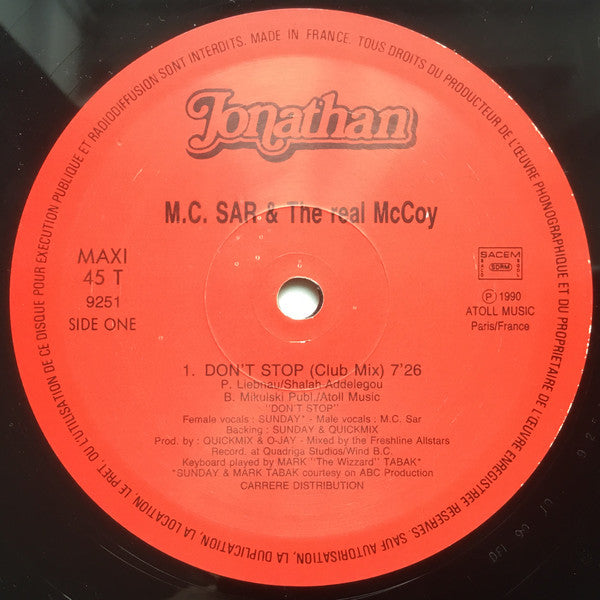 MADE IN FRANCE. TOUS DROITS DU PRODUCTEUR DE L'ŒUVRE PHONOGRAPHIQUE ET DU PROPRIETAIRE DE L'ŒUVRE ENREGISTREE RESERVES. SAUF AUTORISATION, LA DUPLICATION, LA LOCATION, LE PRET, OU L'UTILISATION DE CE DISQUE POUR EXECUTION PUBLIQUE ET RADIODIFFUSION SONT INTERDITS.
Jonathan
M.C. SAR & The real McCoy
MAXI
45 T
9251
SIDE ONE
SACEM
SACD
SDRM
SGDL
Ⓟ 1990
ATOLL MUSIC
Paris/France
1. DON'T STOP (Club Mix) 7'26
P. Liebnau/Shalah Addelegou
B. Mikulski Publ./Atoll Music
"DON'T STOP"
Female vocals : SUNDAY* - Male vocals : M.C. Sar
Backing : SUNDAY & QUICKMIX
Prod. by : QUICKMIX & O-JAY - Mixed by the Freshline Allstars
Record. at Quadriga Studios/Wind B.C.
Keyboard played by MARK "The Wizzard" TABAK*
*SUNDAY & MARK TABAK courtesy on ABC Production
CARRERE DISTRIBUTION